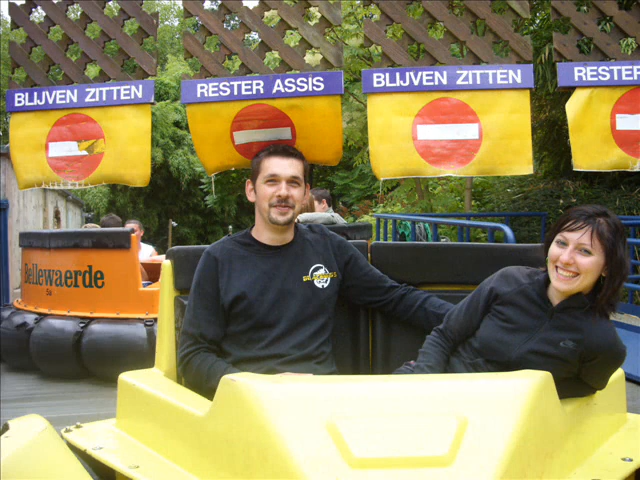 BLIJVEN ZITTEN
RESTER ASSIS
BLIJVEN ZITTEN
RESTER
Bellewaerde